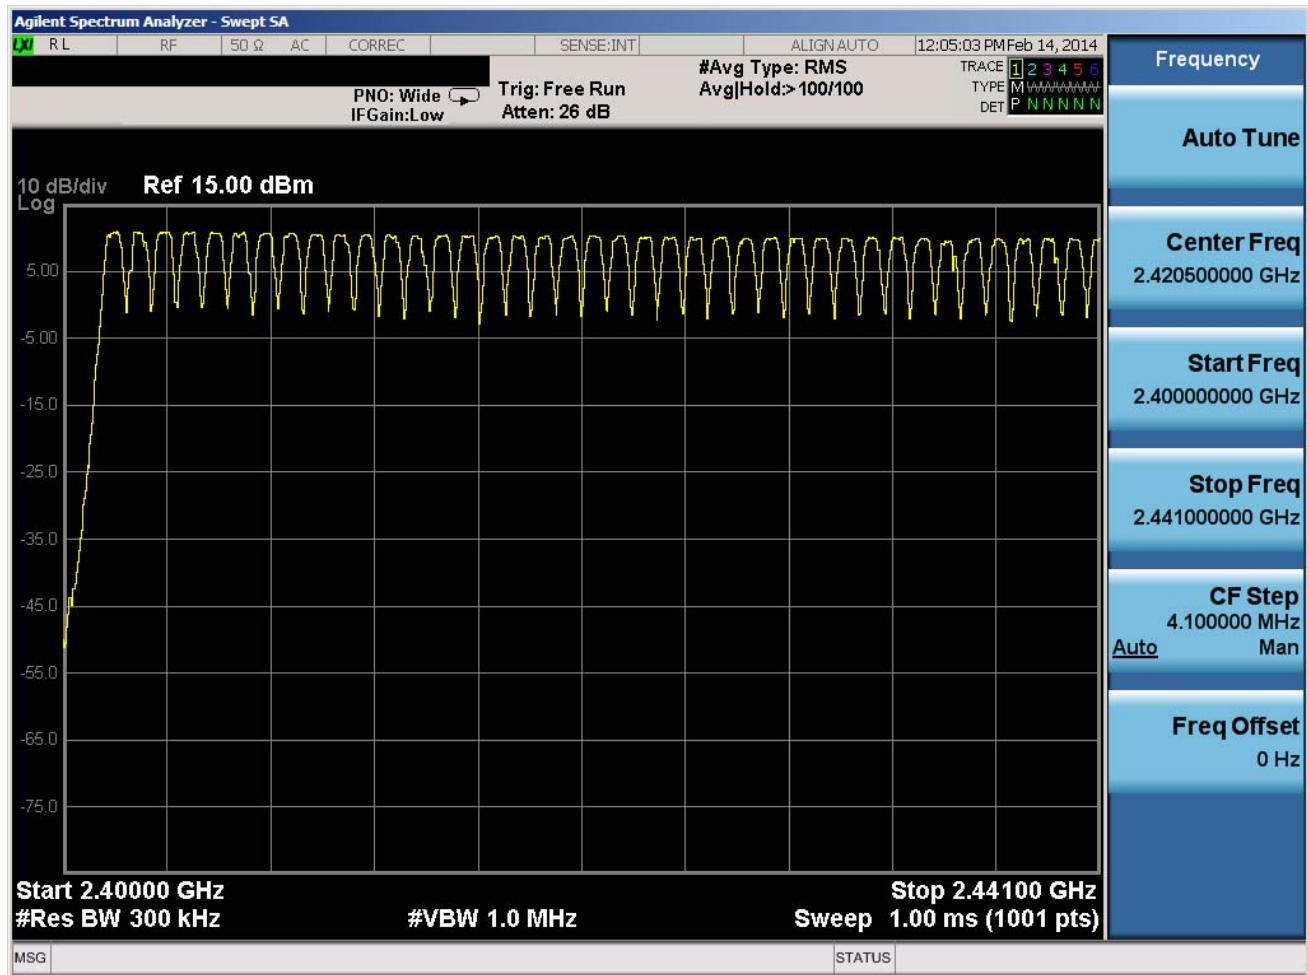 Agilent Spectrum Analyzer - Swept SA
LXI RL RF 50 Ω AC CORREC SENSE:INT ALIGN AUTO 12:05:03 PM Feb 14, 2014
Frequency
#Avg Type: RMS
TRACE 1 2 3 4 5 6
PNO: Wide Trig: Free Run Avg|Hold:>100/100 TYPE M WWWWW
IFGain:Low Atten: 26 dB DET P N N N N N
Auto Tune
10 dB/div Ref 15.00 dBm
Log
5.00
-5.00
-15.0
-25.0
-35.0
-45.0
-55.0
-65.0
-75.0
Center Freq
2.420500000 GHz
Start Freq
2.400000000 GHz
Stop Freq
2.441000000 GHz
CF Step
4.100000 MHz
Auto Man
Freq Offset
0 Hz
Start 2.40000 GHz Stop 2.44100 GHz
#Res BW 300 kHz #VBW 1.0 MHz Sweep 1.00 ms (1001 pts)
MSG STATUS